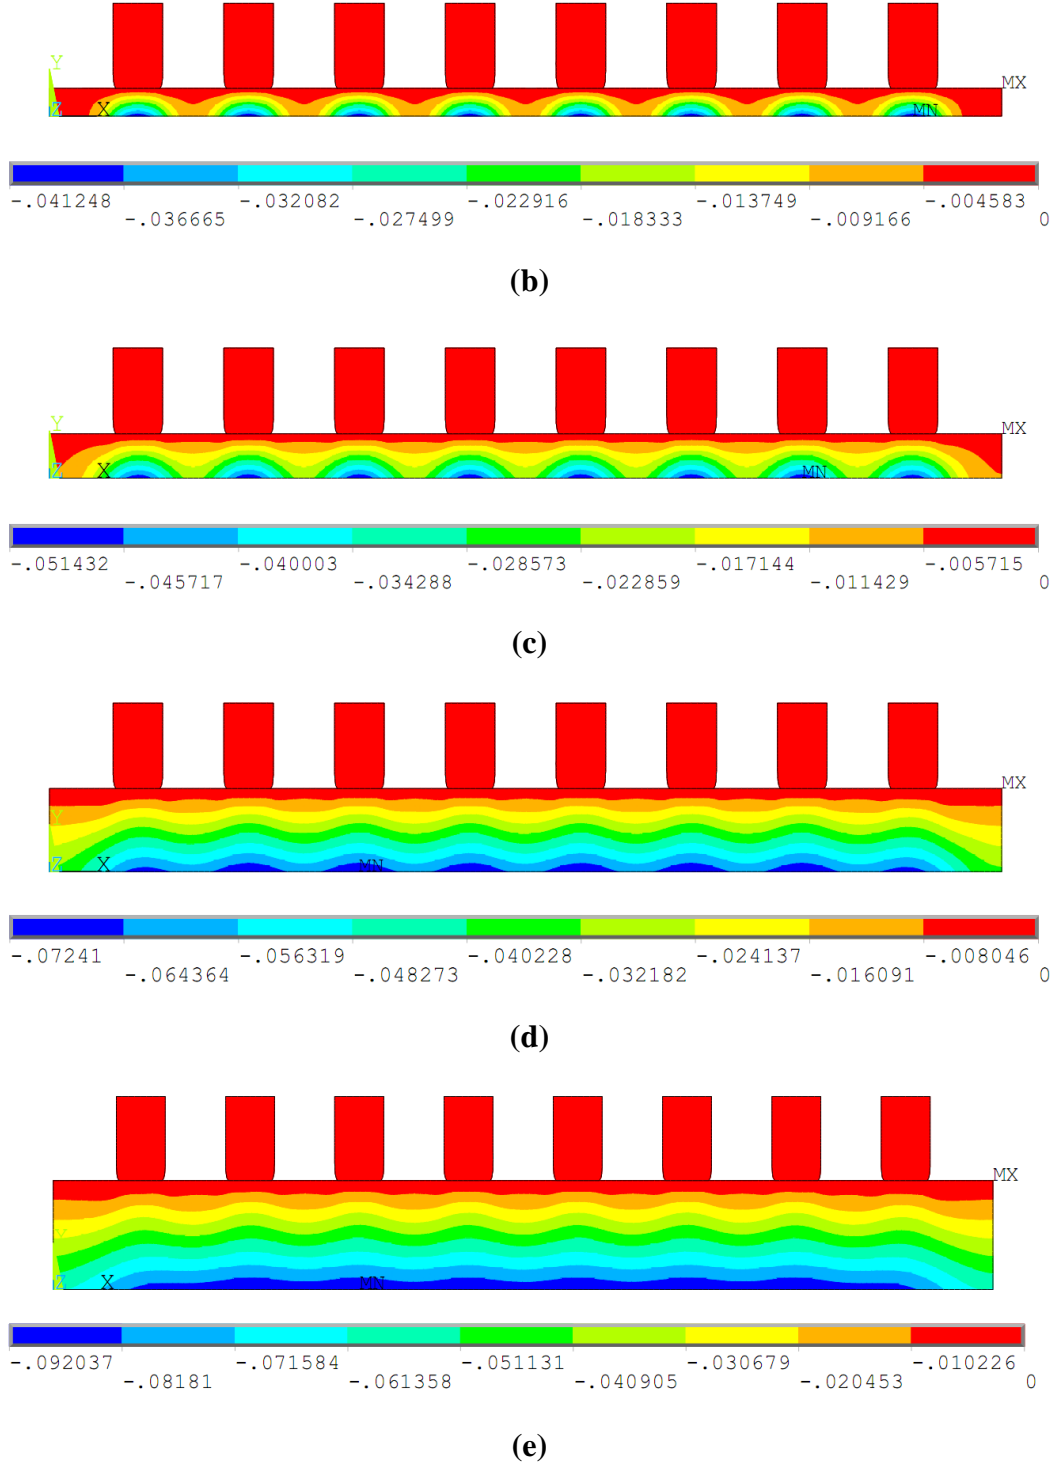 Y
MX
Z X MN
-.041248 -.032082 -.022916 -.013749 -.004583
-.036665 -.027499 -.018333 -.009166 0
(b)
Y
MX
Z X MN
-.051432 -.040003 -.028573 -.017144 -.005715
-.045717 -.034288 -.022859 -.011429 0
(c)
MX
Y
Z X MN
-.07241 -.056319 -.040228 -.024137 -.008046
-.064364 -.048273 -.032182 -.016091 0
(d)
MX
Y
Z X MN
-.092037 -.071584 -.051131 -.030679 -.010226
-.08181 -.061358 -.040905 -.020453 0
(e)